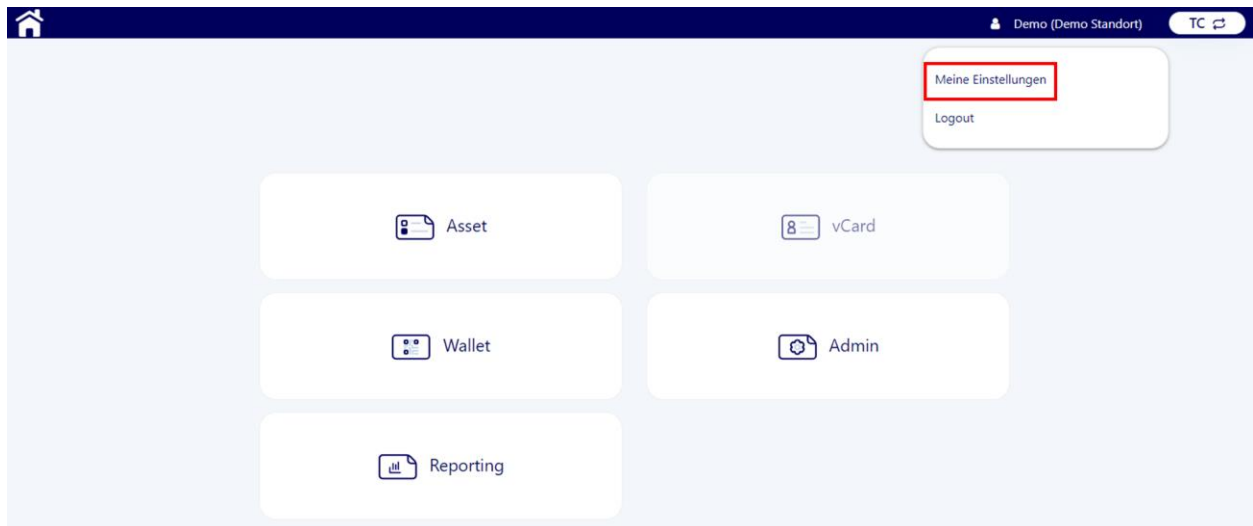 Demo (Demo Standort)
TC
Meine Einstellungen
Logout
Asset
vCard
Wallet
Admin
Reporting